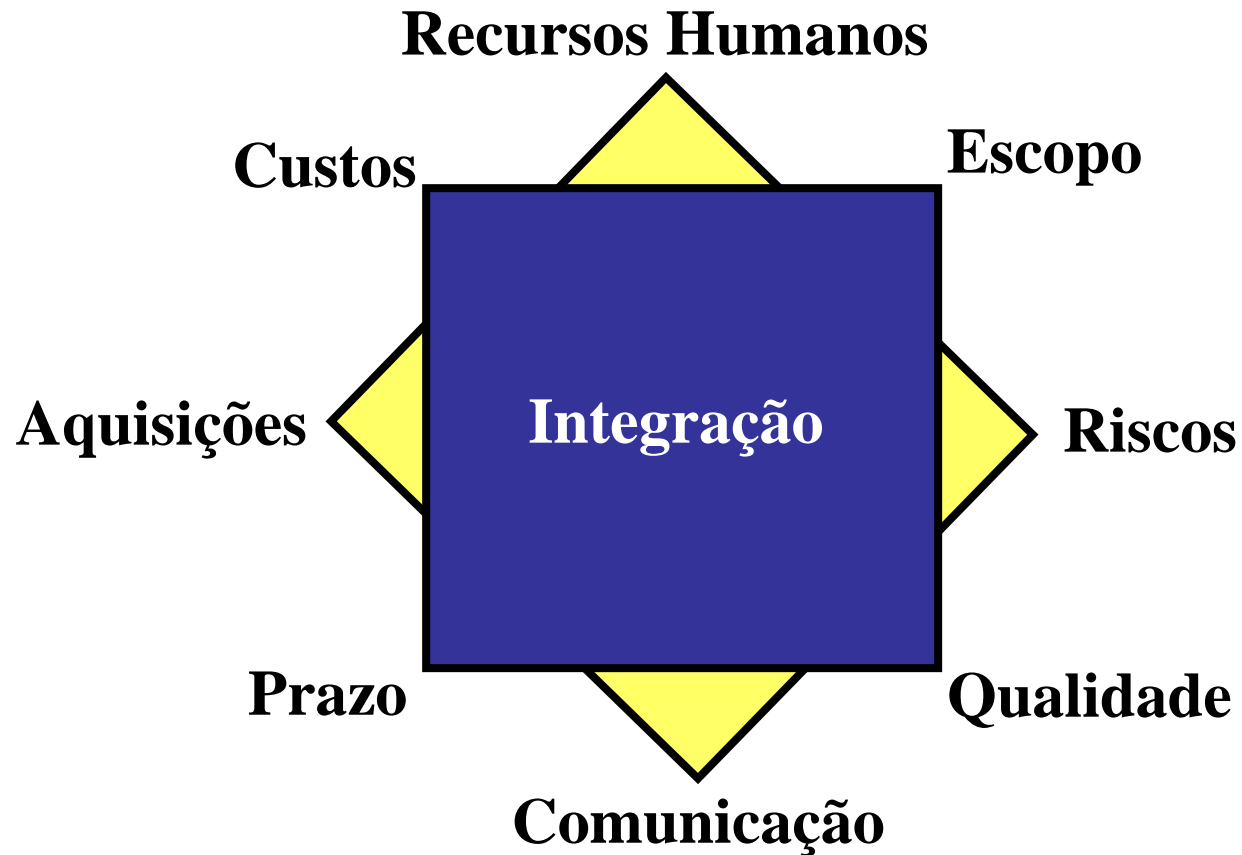 Recursos Humanos
Custos
Escopo
Aquisições
Integração
Riscos
Prazo
Qualidade
Comunicação